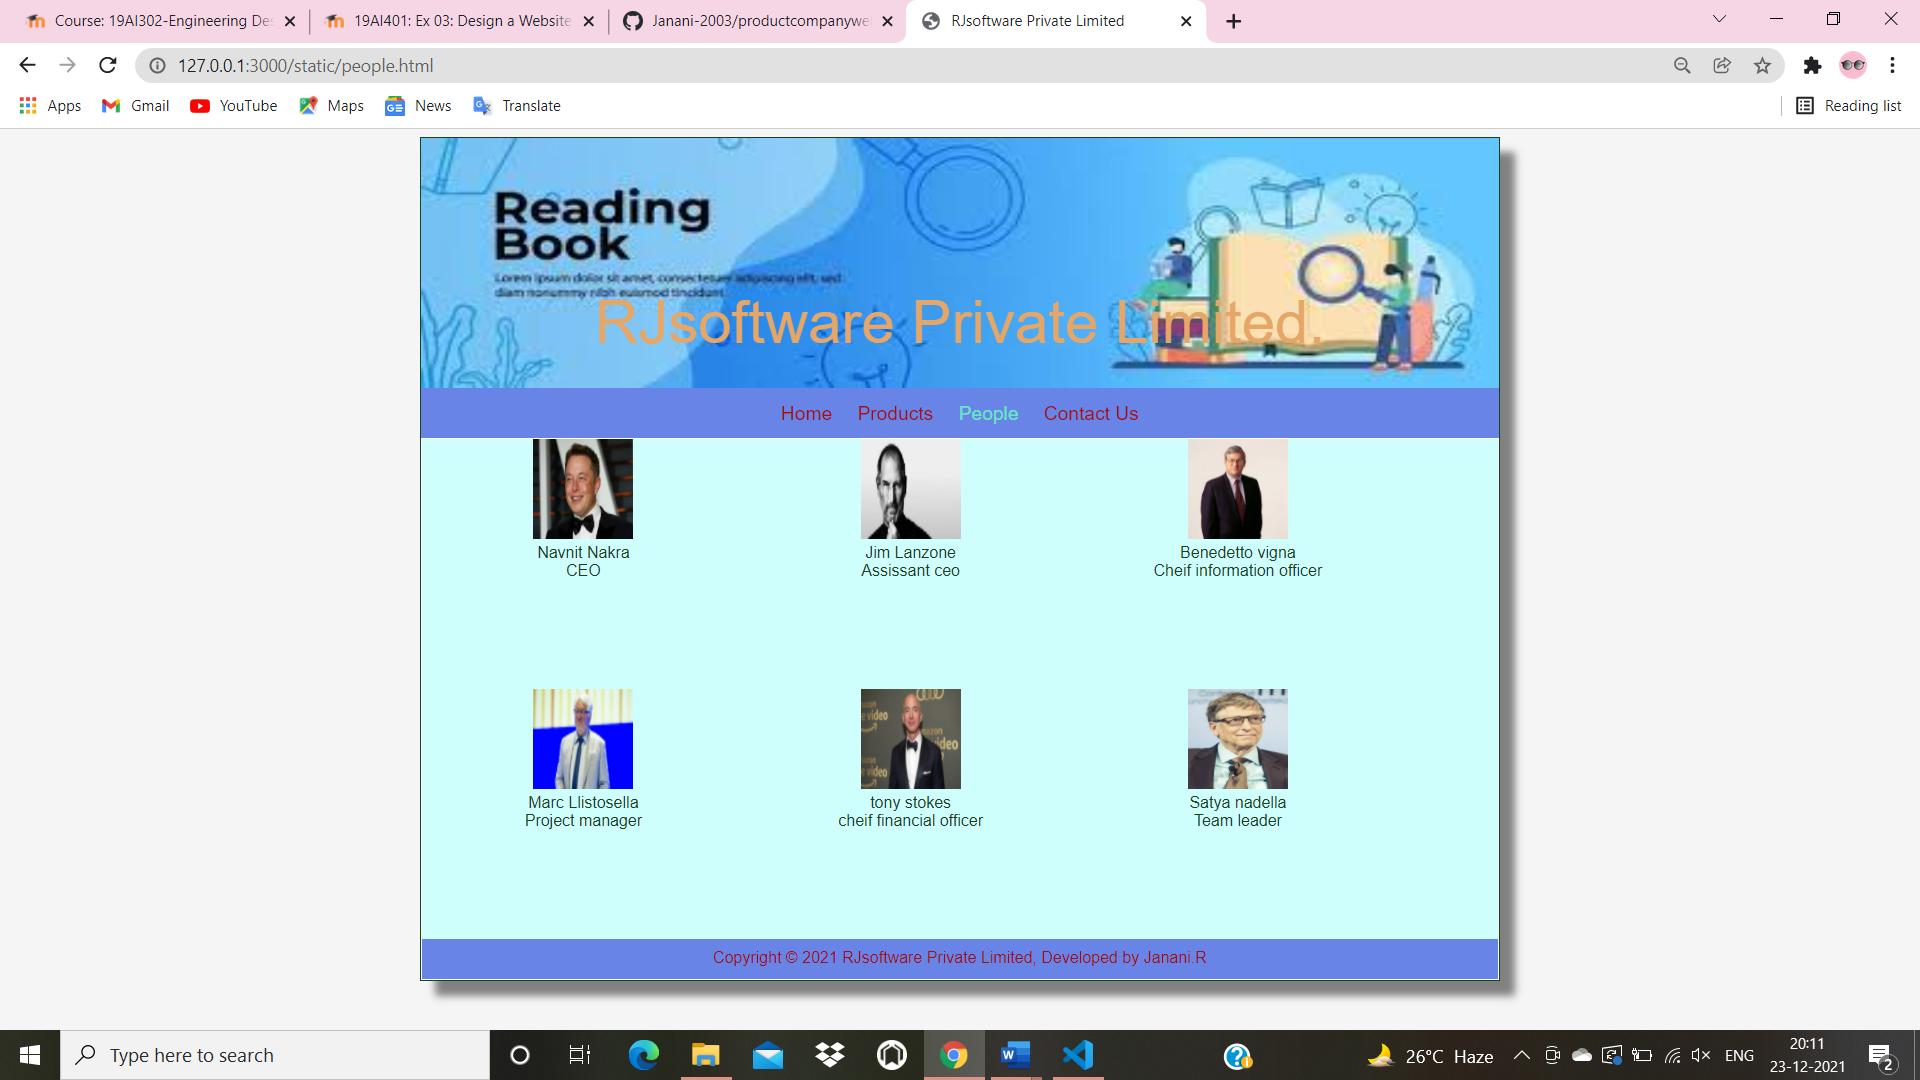 Course: 19AI302-Engineering Des
19AI401: Ex 03: Design a Website
Janani-2003/productcompanywe
RJsoftware Private Limited
127.0.0.1:3000/static/people.html
Apps
Gmail
YouTube
Maps
News
Translate
Reading list
Reading
Book
Lorem ipsum dolor sit amet, consectetuer adipiscing elit, sed
diam nonummy nibh euismod tincidunt
RJsoftware Private Limited.
Home
Products
People
Contact Us
Navnit Nakra
CEO
Jim Lanzone
Assissant ceo
Benedetto vigna
Cheif information officer
Marc Llistosella
Project manager
tony stokes
cheif financial officer
Satya nadella
Team leader
Copyright © 2021 RJsoftware Private Limited, Developed by Janani.R
Type here to search
26°C Haze
ENG
20:11
23-12-2021
2